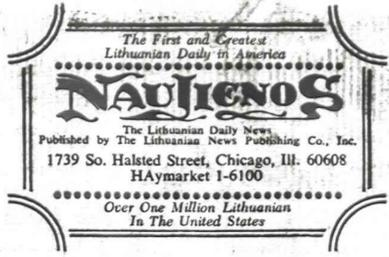 The First and Greatest
Lithuanian Daily in America
NAUJIENOS
The Lithuanian Daily News
Published by The Lithuanian News Publishing Co., Inc.
1739 So. Halsted Street, Chicago, Ill. 60608
HAymarket 1-6100
Over One Million Lithuanian
In The United States